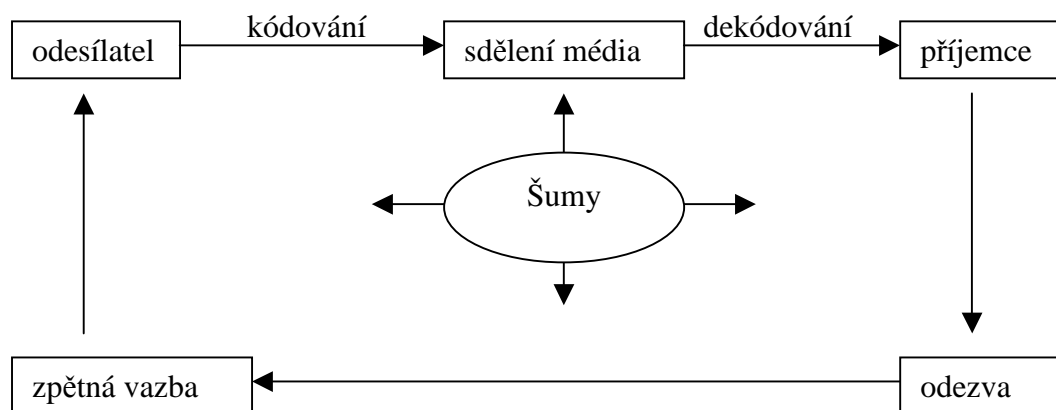 kódování
dekódování
odesílatel
sdělení média
příjemce
Šumy
zpětná vazba
odezva